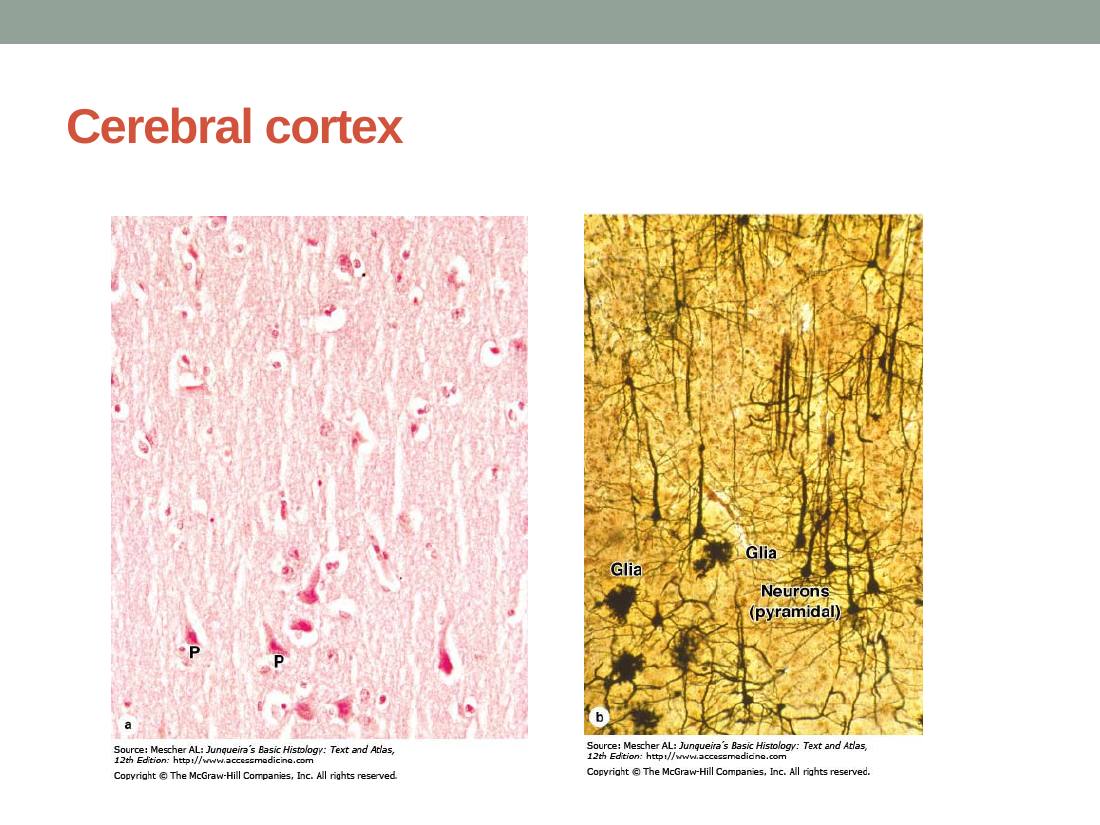 Cerebral cortex
P
P
a
Source: Mescher AL: Junqueira's Basic Histology: Text and Atlas,
12th Edition: http://www.accessmedicine.com
Copyright © The McGraw-Hill Companies, Inc. All rights reserved.
Glia
Glia
Neurons
(pyramidal)
b
Source: Mescher AL: Junqueira's Basic Histology: Text and Atlas,
12th Edition: http://www.accessmedicine.com
Copyright © The McGraw-Hill Companies, Inc. All rights reserved.